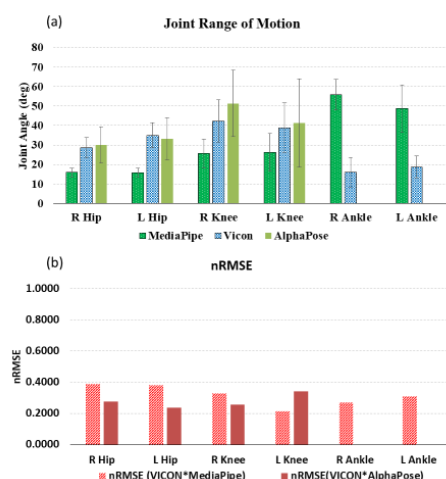 (a)
Joint Range of Motion
Joint Angle (deg)
80
70
60
50
40
30
20
10
0
R Hip L Hip R Knee L Knee R Ankle L Ankle
MediaPipe Vicon AlphaPose
(b)
nRMSE
nRMSE
1.0000
0.8000
0.6000
0.4000
0.2000
0.0000
R Hip L Hip R Knee L Knee R Ankle L Ankle
nRMSE (VICON*MediaPipe) nRMSE(VICON*AlphaPose)